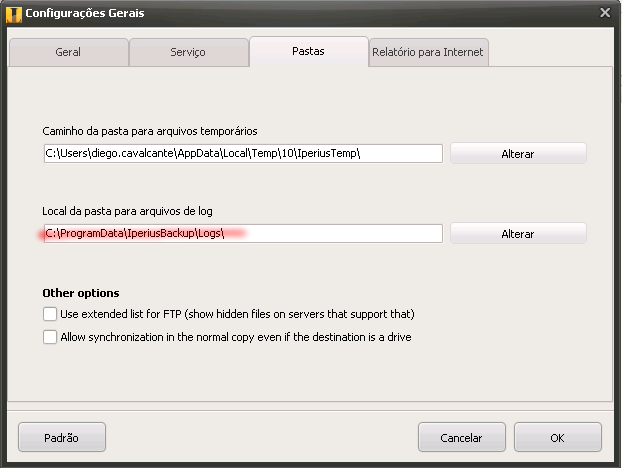 Configurações Gerais
Geral
Serviço
Pastas
Relatório para Internet
Caminho da pasta para arquivos temporários
C:\Users\diego.cavalcante\AppData\Local\Temp\10\IperiusTemp\
Alterar
Local da pasta para arquivos de log
C:\ProgramData\IperiusBackup\Logs\
Alterar
Other options
Use extended list for FTP (show hidden files on servers that support that)
Allow synchronization in the normal copy even if the destination is a drive
Padrão
Cancelar
OK